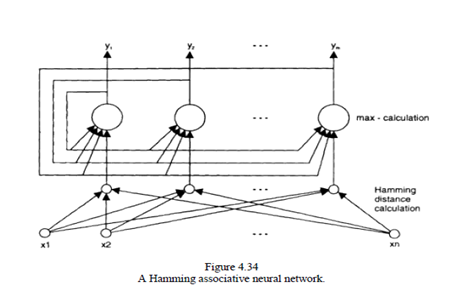 y₁ y₂ ... yₘ
max - calculation
...
Hamming
distance
calculation
...
x1 x2 ... xn
Figure 4.34
A Hamming associative neural network.